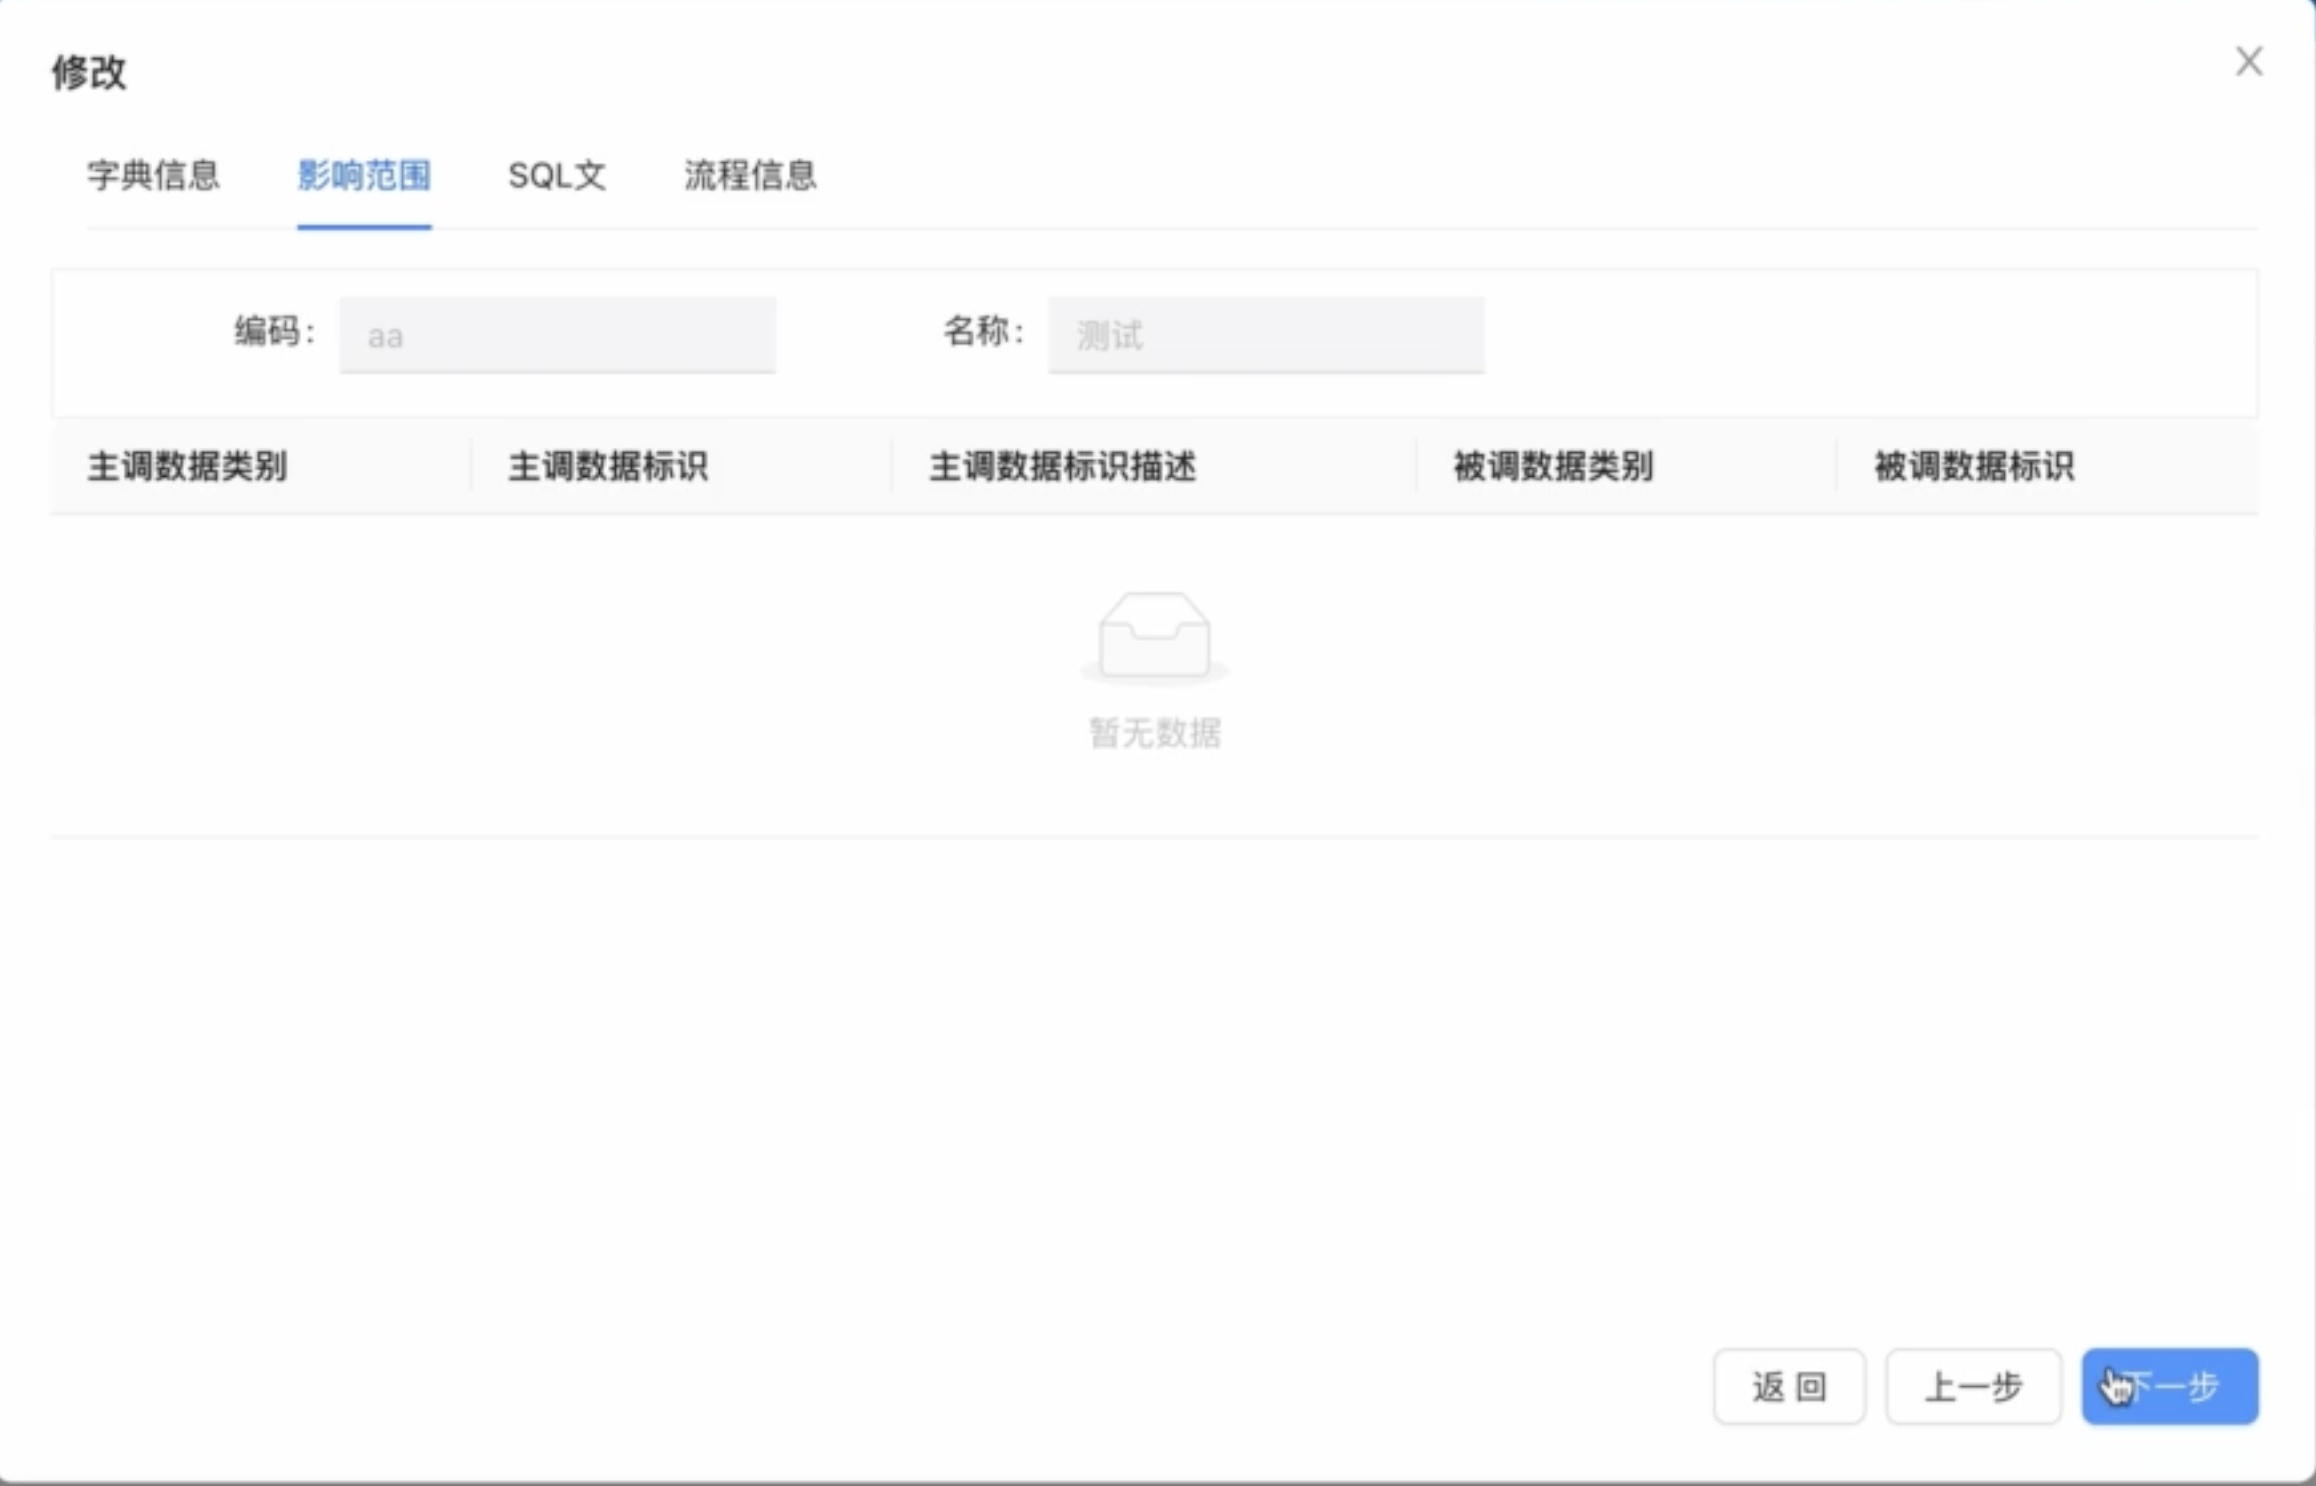 修改
字典信息 影响范围 SQL文 流程信息
编码: aa 名称: 测试
主调数据类别 主调数据标识 主调数据标识描述 被调数据类别 被调数据标识
暂无数据
返 回 上一步 下一步